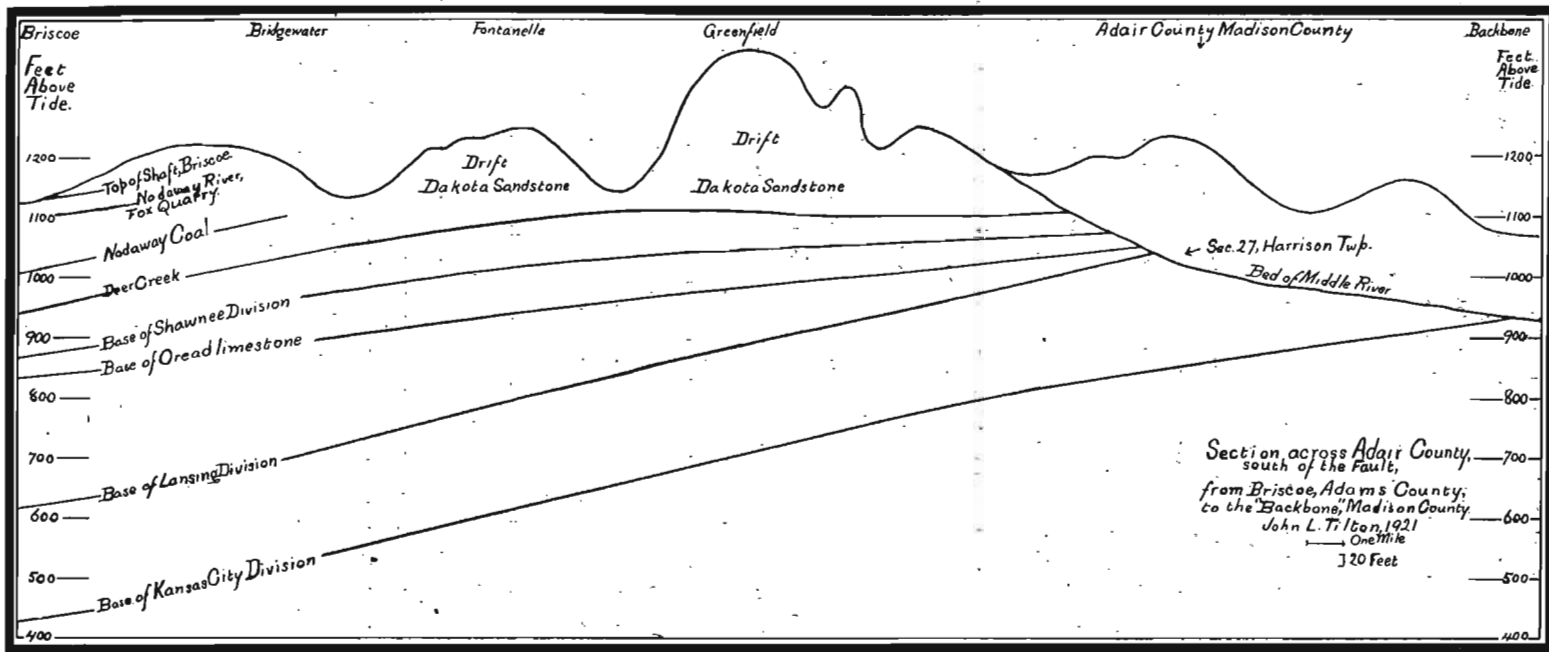 Briscoe Bridgewater Fontanelle Greenfield Adair County Madison County Backbone
Feet
Above
Tide.
Feet.
Above
Tide.
1200
1100
1000
900
800
700
600
500
400
Top of Shaft, Briscoe.
Nodaway River,
Fox Quarry.
Nodaway Coal
Deer Creek
Base of Shawnee Division
Base of Oread limestone
Base of Lansing Division
Base of Kansas City Division
Drift
Dakota Sandstone
Drift
Dakota Sandstone
Sec. 27, Harrison Twp.
Bed of Middle River
1200
1100
1000
900
800
700
600
500
400
Section across Adair County,
south of the Fault,
from Briscoe, Adams County,
to the "Backbone," Madison County.
John L. Tilton, 1921
One Mile
20 Feet